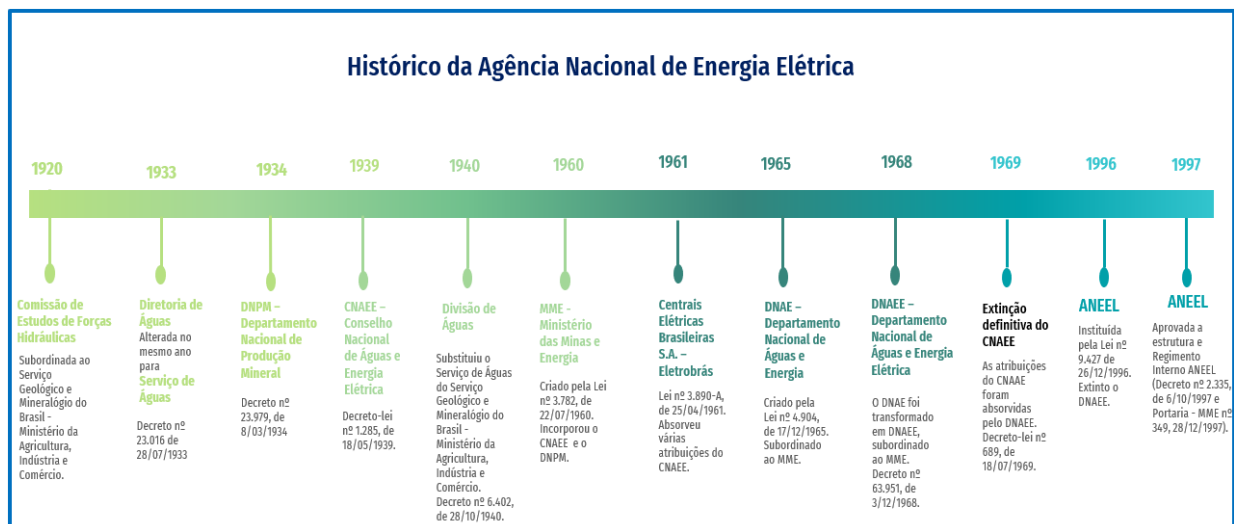 Histórico da Agência Nacional de Energia Elétrica
1920
1933
1934
1939
1940
1960
1961
1965
1968
1969
1996
1997
Comissão de
Estudos de Forças
Hidráulicas
Subordinada ao
Serviço
Geológico e
Mineralógio do
Brasil -
Ministério da
Agricultura,
Indústria e
Comércio.
Diretoria de
Águas
Alterada no
mesmo ano
para
Serviço de
Águas
Decreto nº
23.016 de
28/07/1933
DNPM –
Departamento
Nacional de
Produção
Mineral
Decreto nº
23.979, de
8/03/1934
CNAEE –
Conselho
Nacional
de Águas e
Energia
Elétrica
Decreto-lei
nº 1.285, de
18/05/1939.
Divisão de
Águas
Substituiu o
Serviço de Águas
do Serviço
Geológico e
Mineralógio do
Brasil -
Ministério da
Agricultura,
Indústria e
Comércio.
Decreto nº 6.402,
de 28/10/1940.
MME -
Ministério
das Minas e
Energia
Criado pela Lei
nº 3.782, de
22/07/1960.
Incorporou o
CNAEE e o
DNPM.
Centrais
Elétricas
Brasileiras
S.A. –
Eletrobrás
Lei nº 3.890-A,
de 25/04/1961.
Absorveu
várias
atribuições do
CNAEE.
DNAE –
Departamento
Nacional de
Águas e
Energia
Criado pela
Lei nº 4.904,
de 17/12/1965.
Subordinado
ao MME.
DNAEE –
Departamento
Nacional de
Águas e Energia
Elétrica
O DNAE foi
transformado
em DNAEE,
subordinado
ao MME.
Decreto nº
63.951, de
3/12/1968.
Extinção
definitiva do
CNAEE
As atribuições
do CNAAE
foram
absorvidas
pelo DNAEE.
Decreto-lei nº
689, de
18/07/1969.
ANEEL
Instituída
pela Lei nº
9.427 de
26/12/1996.
Extinto o
DNAEE.
ANEEL
Aprovada a
estrutura e
Regimento
Interno ANEEL
(Decreto nº 2.335,
de 6/10/1997 e
Portaria - MME nº
349, 28/12/1997).